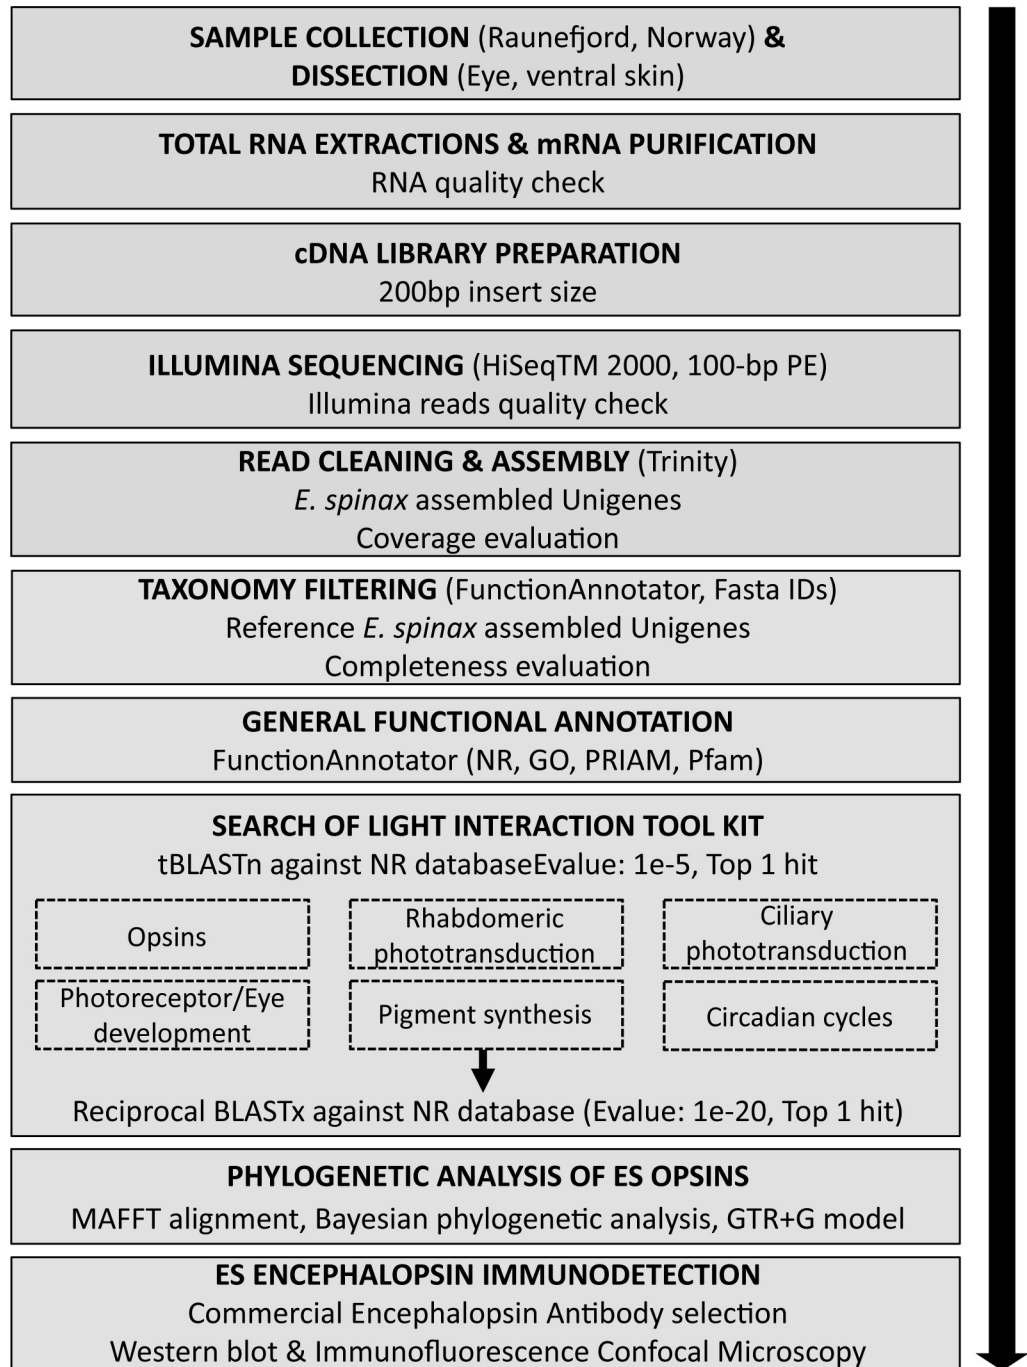 SAMPLE COLLECTION (Raunefjord, Norway) &
DISSECTION (Eye, ventral skin)
TOTAL RNA EXTRACTIONS & mRNA PURIFICATION
RNA quality check
cDNA LIBRARY PREPARATION
200bp insert size
ILLUMINA SEQUENCING (HiSeqTM 2000, 100-bp PE)
Illumina reads quality check
READ CLEANING & ASSEMBLY (Trinity)
E. spinax assembled Unigenes
Coverage evaluation
TAXONOMY FILTERING (FunctionAnnotator, Fasta IDs)
Reference E. spinax assembled Unigenes
Completeness evaluation
GENERAL FUNCTIONAL ANNOTATION
FunctionAnnotator (NR, GO, PRIAM, Pfam)
SEARCH OF LIGHT INTERACTION TOOL KIT
tBLASTn against NR databaseEvalue: 1e-5, Top 1 hit
Opsins
Rhabdomeric
phototransduction
Ciliary
phototransduction
Photoreceptor/Eye
development
Pigment synthesis
Circadian cycles
Reciprocal BLASTx against NR database (Evalue: 1e-20, Top 1 hit)
PHYLOGENETIC ANALYSIS OF ES OPSINS
MAFFT alignment, Bayesian phylogenetic analysis, GTR+G model
ES ENCEPHALOPSIN IMMUNODETECTION
Commercial Encephalopsin Antibody selection
Western blot & Immunofluorescence Confocal Microscopy